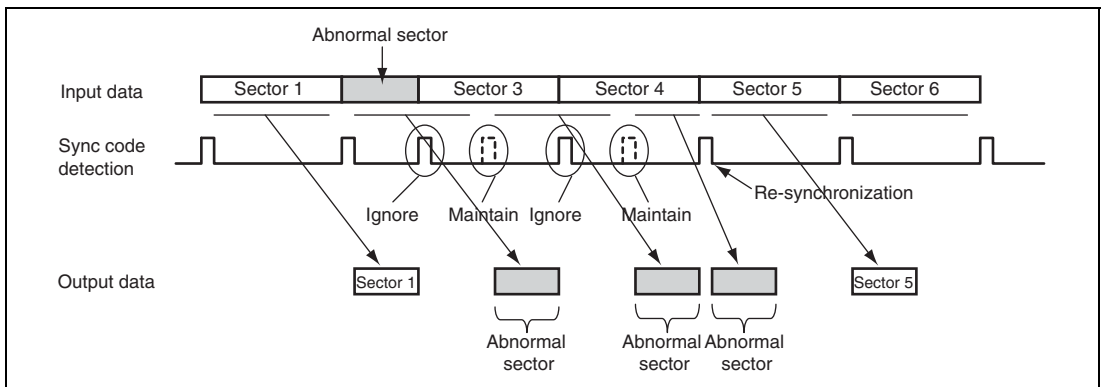 Abnormal sector
Input data
Sector 1
Sector 3
Sector 4
Sector 5
Sector 6
Sync code
detection
Ignore
Maintain
Ignore
Maintain
Re-synchronization
Output data
Sector 1
Sector 5
Abnormal
sector
Abnormal
sector
Abnormal
sector